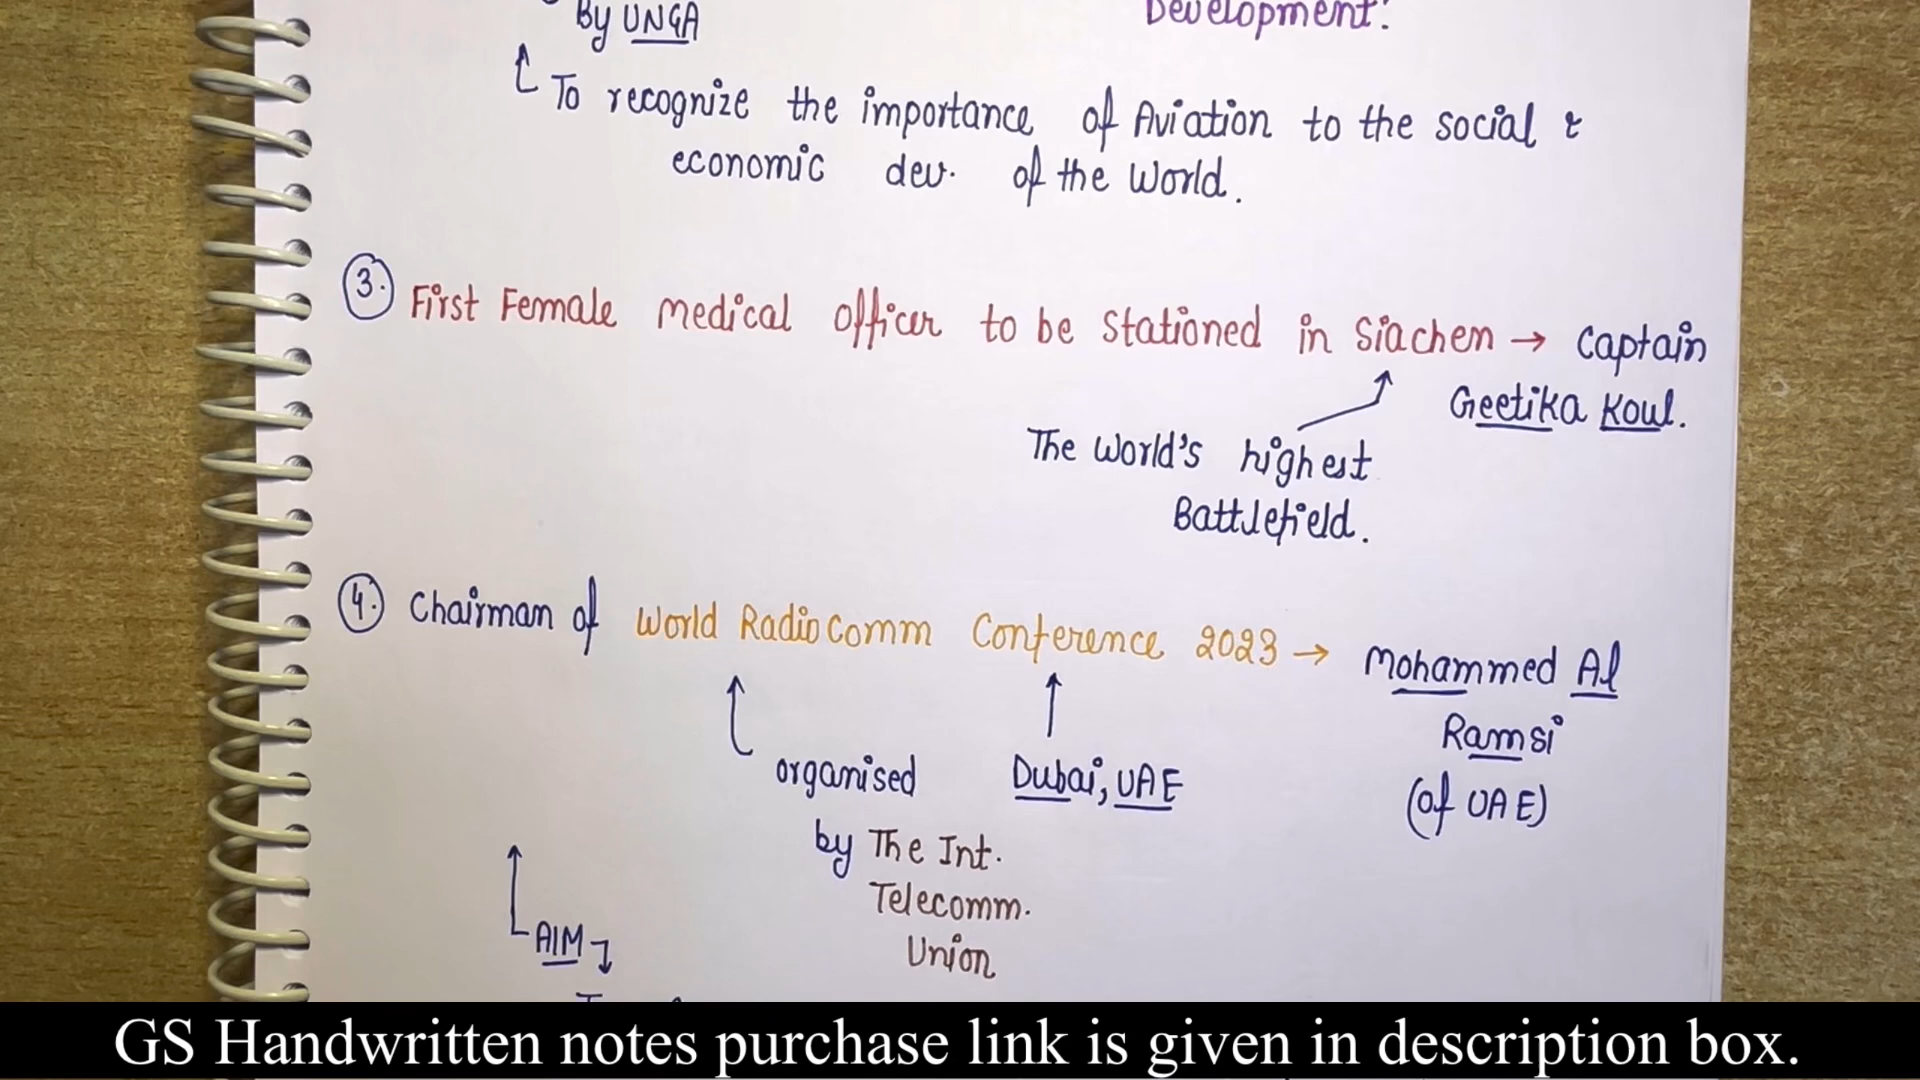 By UNGA
Development.
To recognize the importance of Aviation to the social &
economic dev. of the World.
3. First Female medical officer to be Stationed in Siachen → Captain
Geetika Koul.
The World's highest
Battlefield.
4. Chairman of World Radio Comm Conference 2023 → Mohammed Al
Ramsi
(of UAE)
organised
by The Int.
Telecomm.
Union
Dubai, UAE
AIM
GS Handwritten notes purchase link is given in description box.